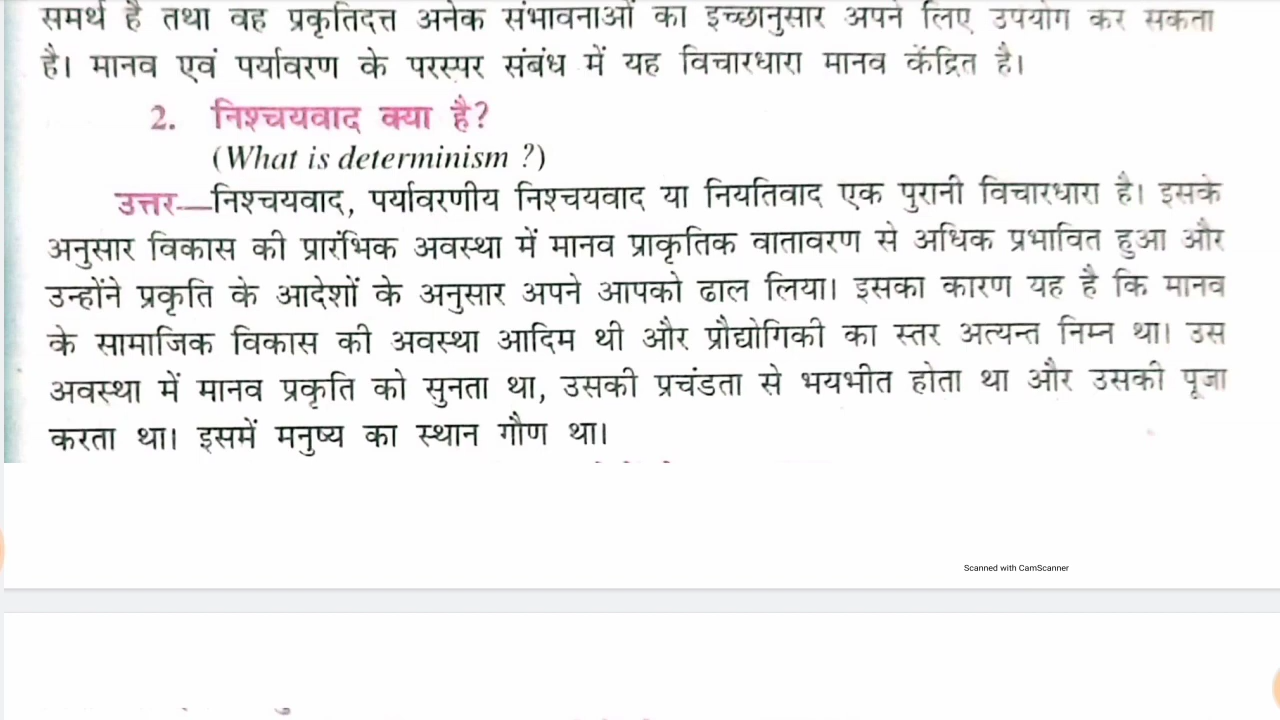 समर्थ है तथा वह प्रकृतिदत्त अनेक संभावनाओं का इच्छानुसार अपने लिए उपयोग कर सकता
है। मानव एवं पर्यावरण के परस्पर संबंध में यह विचारधारा मानव केंद्रित है।
2. निश्चयवाद क्या है?
(What is determinism ?)
उत्तर—निश्चयवाद, पर्यावरणीय निश्चयवाद या नियतिवाद एक पुरानी विचारधारा है। इसके
अनुसार विकास की प्रारंभिक अवस्था में मानव प्राकृतिक वातावरण से अधिक प्रभावित हुआ और
उन्होंने प्रकृति के आदेशों के अनुसार अपने आपको ढाल लिया। इसका कारण यह है कि मानव
के सामाजिक विकास की अवस्था आदिम थी और प्रौद्योगिकी का स्तर अत्यन्त निम्न था। उस
अवस्था में मानव प्रकृति को सुनता था, उसकी प्रचंडता से भयभीत होता था और उसकी पूजा
करता था। इसमें मनुष्य का स्थान गौण था।
Scanned with CamScanner